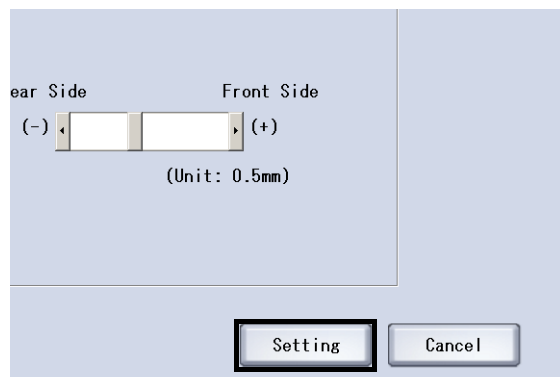 ear Side Front Side
(-) (+)
(Unit: 0.5mm)
Setting Cancel